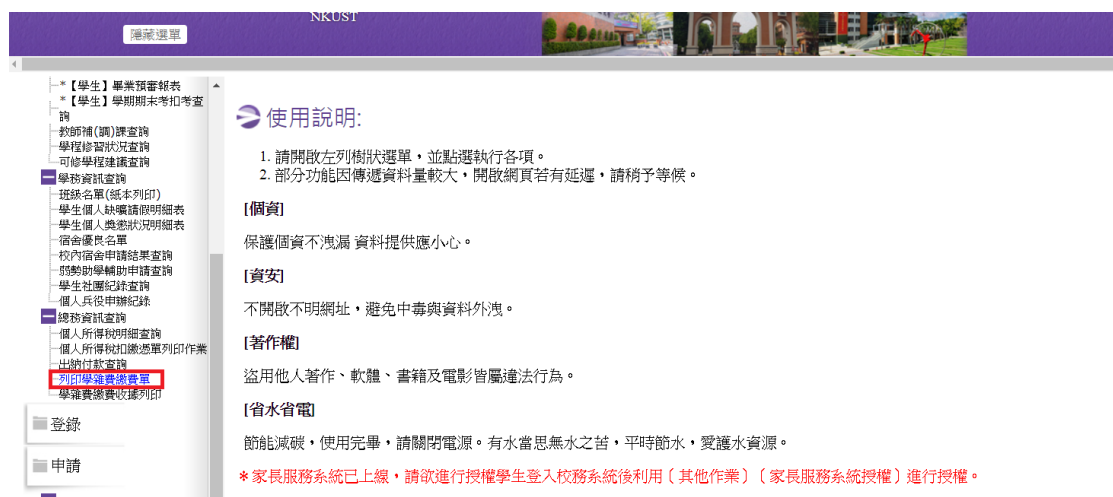 NKUST
隱藏選單
*【學生】畢業預審報表
*【學生】學期期末考扣考查
詢
教師補(調)課查詢
學程修習狀況查詢
可修學程建議查詢
學務資訊查詢
班級名單(紙本列印)
學生個人缺曠請假明細表
學生個人獎懲狀況明細表
宿舍優良名單
校內宿舍申請結果查詢
弱勢助學輔助申請查詢
學生社團紀錄查詢
個人兵役申辦紀錄
總務資訊查詢
個人所得稅明細查詢
個人所得稅扣繳憑單列印作業
出納付款查詢
列印學雜費繳費單
學雜費繳費收據列印
登錄
申請
使用說明:
1. 請開啟左列樹狀選單，並點選執行各項。
2. 部分功能因傳遞資料量較大，開啟網頁若有延遲，請稍予等候。
[個資]
保護個資不洩漏 資料提供應小心。
[資安]
不開啟不明網址，避免中毒與資料外洩。
[著作權]
盜用他人著作、軟體、書籍及電影皆屬違法行為。
[省水省電]
節能減碳，使用完畢，請關閉電源。有水當思無水之苦，平時節水，愛護水資源。
＊家長服務系統已上線，請欲進行授權學生登入校務系統後利用〔其他作業〕〔家長服務系統授權〕進行授權。